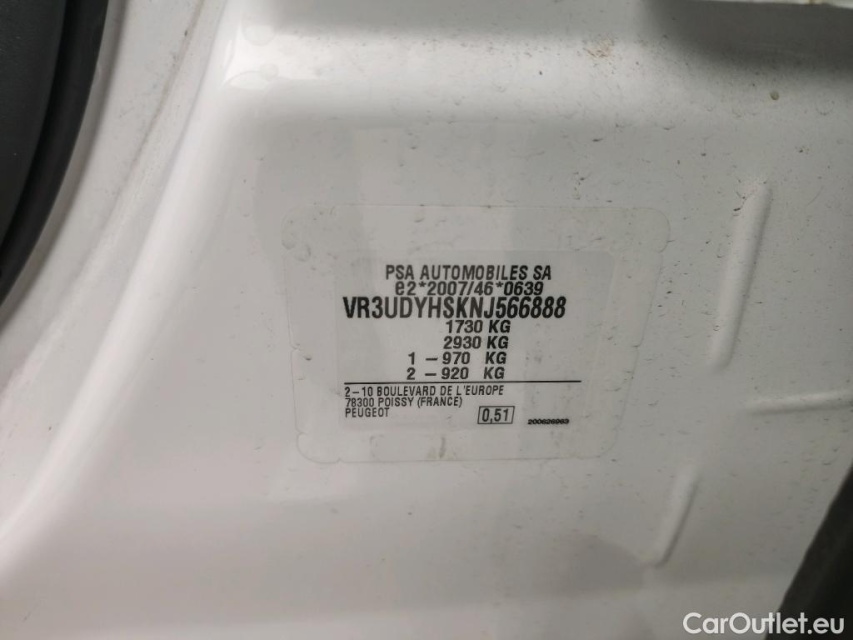 PSA AUTOMOBILES SA
e2*2007/46*0639
VR3UDYHSKNJ566888
1730 KG
2930 KG
1 – 970 KG
2 – 920 KG
2–10 BOULEVARD DE L'EUROPE
78300 POISSY (FRANCE)
PEUGEOT
0,51
200626963
CarOutlet.eu